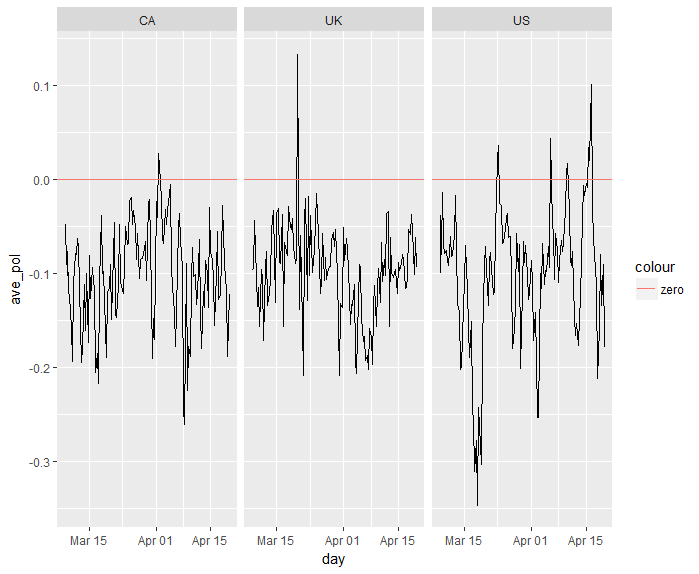 CA UK US
0.1
0.0
-0.1
-0.2
-0.3
ave_pol
Mar 15 Apr 01 Apr 15 Mar 15 Apr 01 Apr 15 Mar 15 Apr 01 Apr 15
day
colour
zero